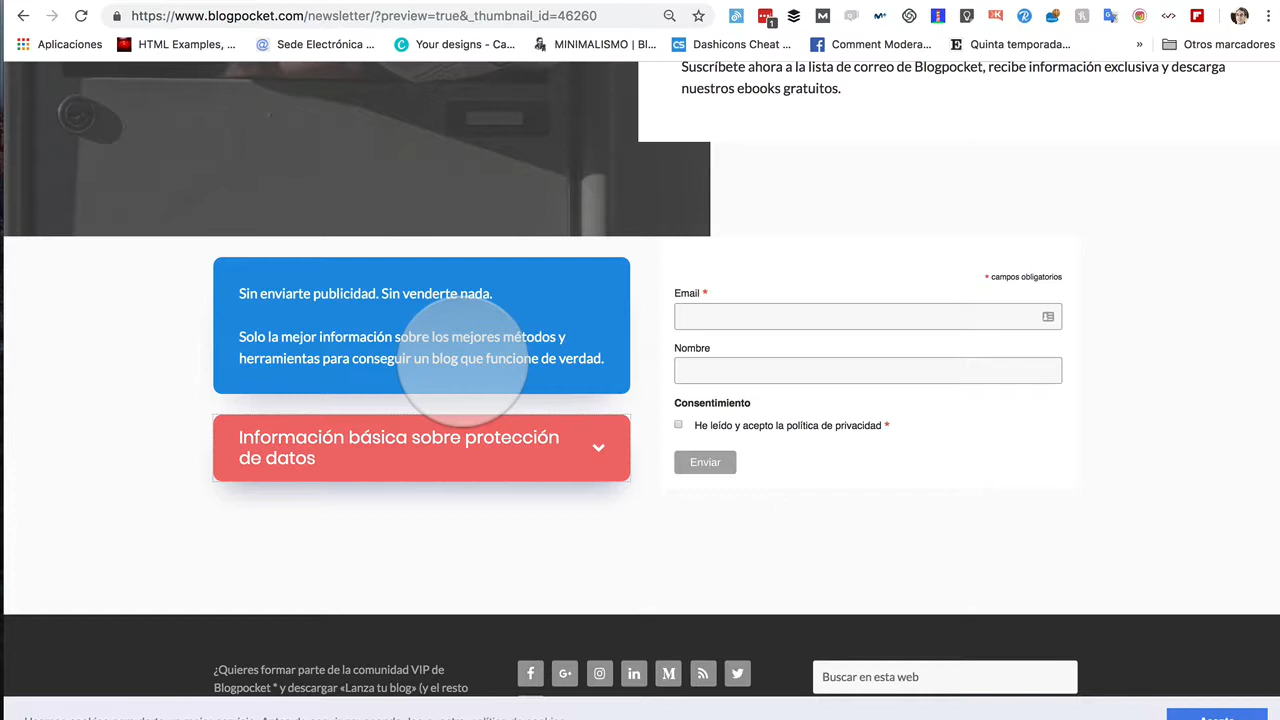 https://www.blogpocket.com/newsletter/?preview=true&_thumbnail_id=46260
1
Aplicaciones
HTML Examples, ...
Sede Electrónica ...
Your designs - Ca...
MINIMALISMO | Bl...
CS Dashicons Cheat ...
Comment Modera...
Quinta temporada...
»
Otros marcadores
Suscríbete ahora a la lista de correo de Blogpocket, recibe información exclusiva y descarga
nuestros ebooks gratuitos.
Sin enviarte publicidad. Sin venderte nada.
Solo la mejor información sobre los mejores métodos y
herramientas para conseguir un blog que funcione de verdad.
Información básica sobre protección
de datos
* campos obligatorios
Email *
Nombre
Consentimiento
He leído y acepto la política de privacidad *
Enviar
¿Quieres formar parte de la comunidad VIP de
Blogpocket * y descargar «Lanza tu blog» (y el resto
Buscar en esta web